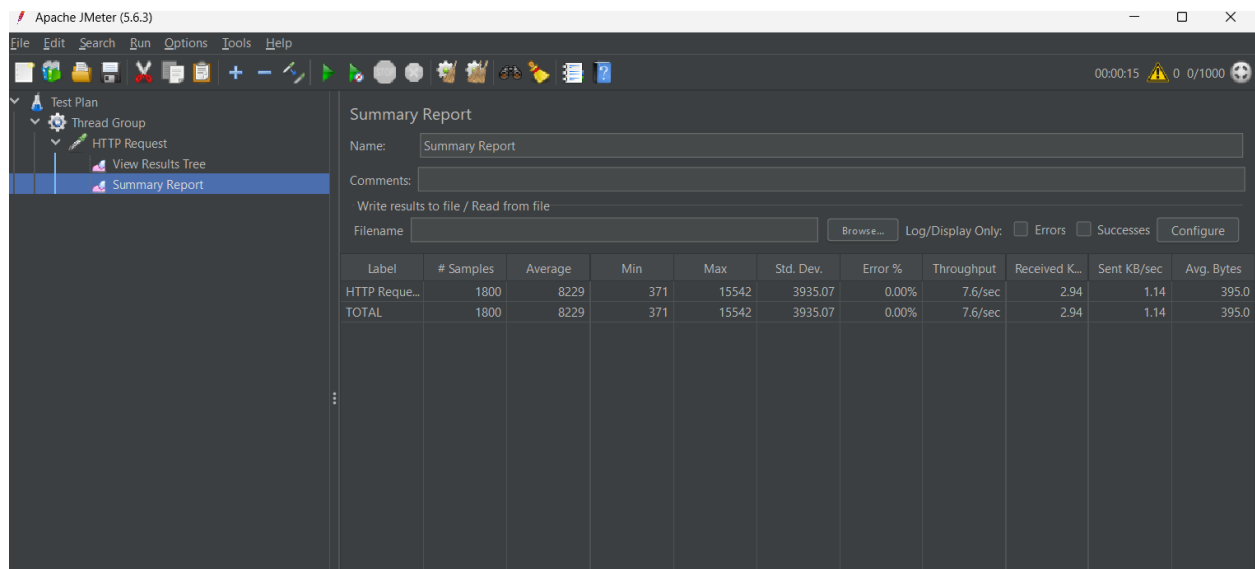 Apache JMeter (5.6.3)
File Edit Search Run Options Tools Help
00:00:15 0 0/1000
Test Plan
Thread Group
HTTP Request
View Results Tree
Summary Report
Summary Report
Name: Summary Report
Comments:
Write results to file / Read from file
Filename Browse... Log/Display Only: Errors Successes Configure
Label # Samples Average Min Max Std. Dev. Error % Throughput Received K... Sent KB/sec Avg. Bytes
HTTP Reque... 1800 8229 371 15542 3935.07 0.00% 7.6/sec 2.94 1.14 395.0
TOTAL 1800 8229 371 15542 3935.07 0.00% 7.6/sec 2.94 1.14 395.0